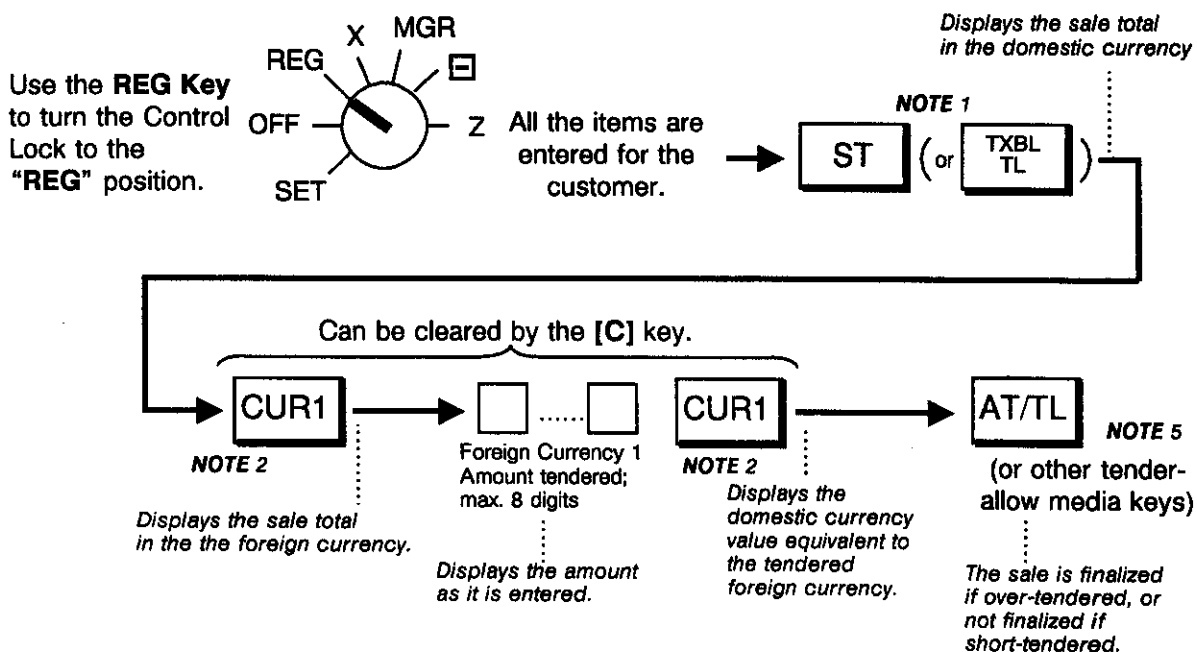 Use the REG Key
to turn the Control
Lock to the
“REG” position.
REG
X
MGR
⊟
OFF
Z
SET
All the items are
entered for the
customer.
NOTE 1
ST
(or
TXBL
TL
)
Displays the sale total
in the domestic currency
Can be cleared by the [C] key.
CUR1
NOTE 2
Displays the sale total
in the the foreign currency.
......
Foreign Currency 1
Amount tendered;
max. 8 digits
Displays the amount
as it is entered.
CUR1
NOTE 2
Displays the
domestic currency
value equivalent to
the tendered
foreign currency.
AT/TL
NOTE 5
(or other tender-
allow media keys)
The sale is finalized
if over-tendered, or
not finalized if
short-tendered.